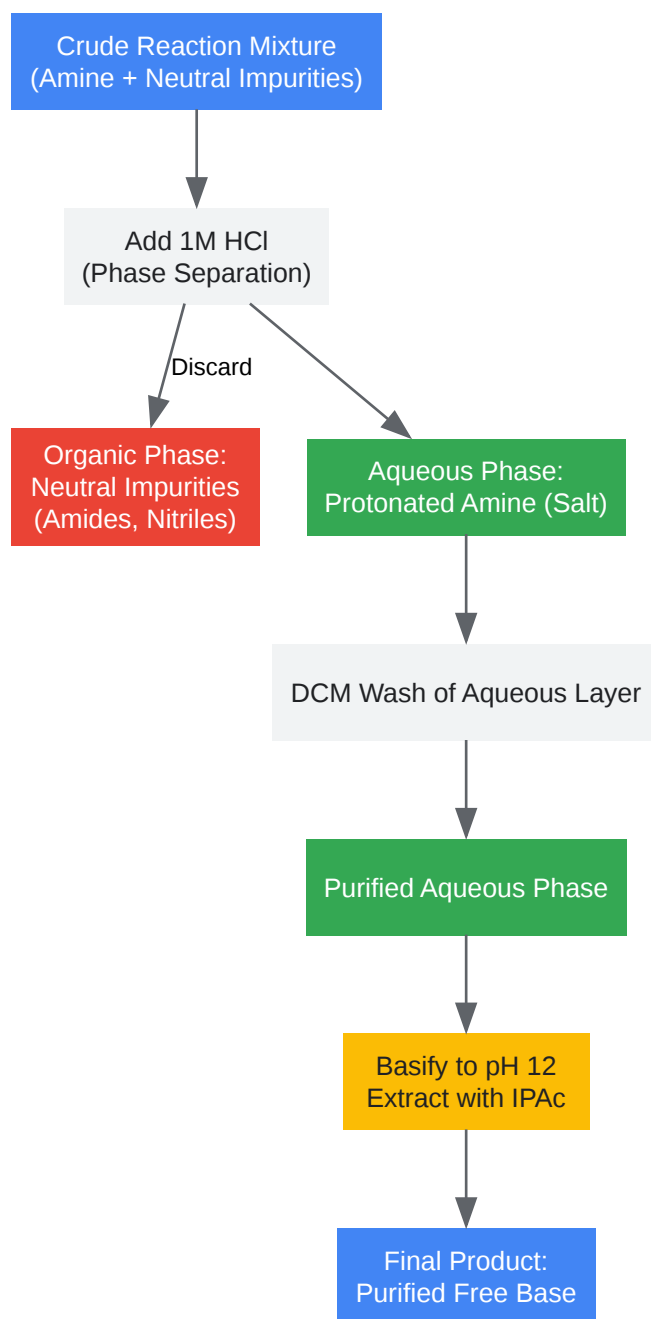 Crude Reaction Mixture
(Amine + Neutral Impurities)
Add 1M HCl
(Phase Separation)
Discard
Organic Phase:
Neutral Impurities
(Amides, Nitriles)
Aqueous Phase:
Protonated Amine (Salt)
DCM Wash of Aqueous Layer
Purified Aqueous Phase
Basify to pH 12
Extract with IPAc
Final Product:
Purified Free Base